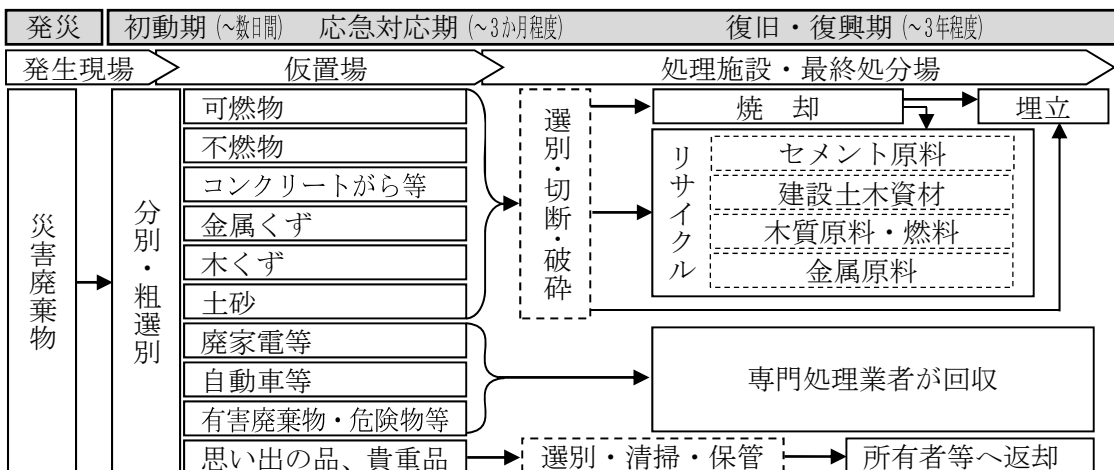 発災 初動期(~数日間) 応急対応期(~3か月程度) 復旧・復興期(~3年程度)
発生現場 仮置場 処理施設・最終処分場
災害廃棄物
分別・粗選別
可燃物
不燃物
コンクリートがら等
金属くず
木くず
土砂
廃家電等
自動車等
有害廃棄物・危険物等
思い出の品、貴重品
選別・切断・破砕
焼 却
埋立
リサイクル
セメント原料
建設土木資材
木質原料・燃料
金属原料
専門処理業者が回収
選別・清掃・保管
所有者等へ返却